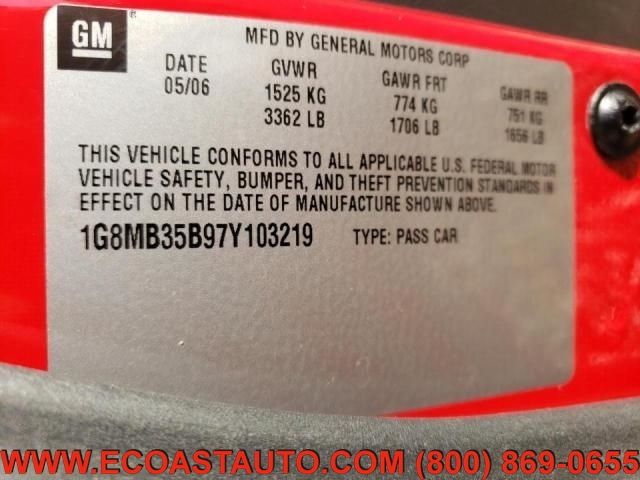 GM ®
MFD BY GENERAL MOTORS CORP
DATE GVWR GAWR FRT GAWR RR
05/06 1525 KG 774 KG 751 KG
3362 LB 1706 LB 1656 LB
THIS VEHICLE CONFORMS TO ALL APPLICABLE U.S. FEDERAL MOTOR
VEHICLE SAFETY, BUMPER, AND THEFT PREVENTION STANDARDS IN
EFFECT ON THE DATE OF MANUFACTURE SHOWN ABOVE.
1G8MB35B97Y103219 TYPE: PASS CAR
WWW.ECOASTAUTO.COM (800) 869-0655